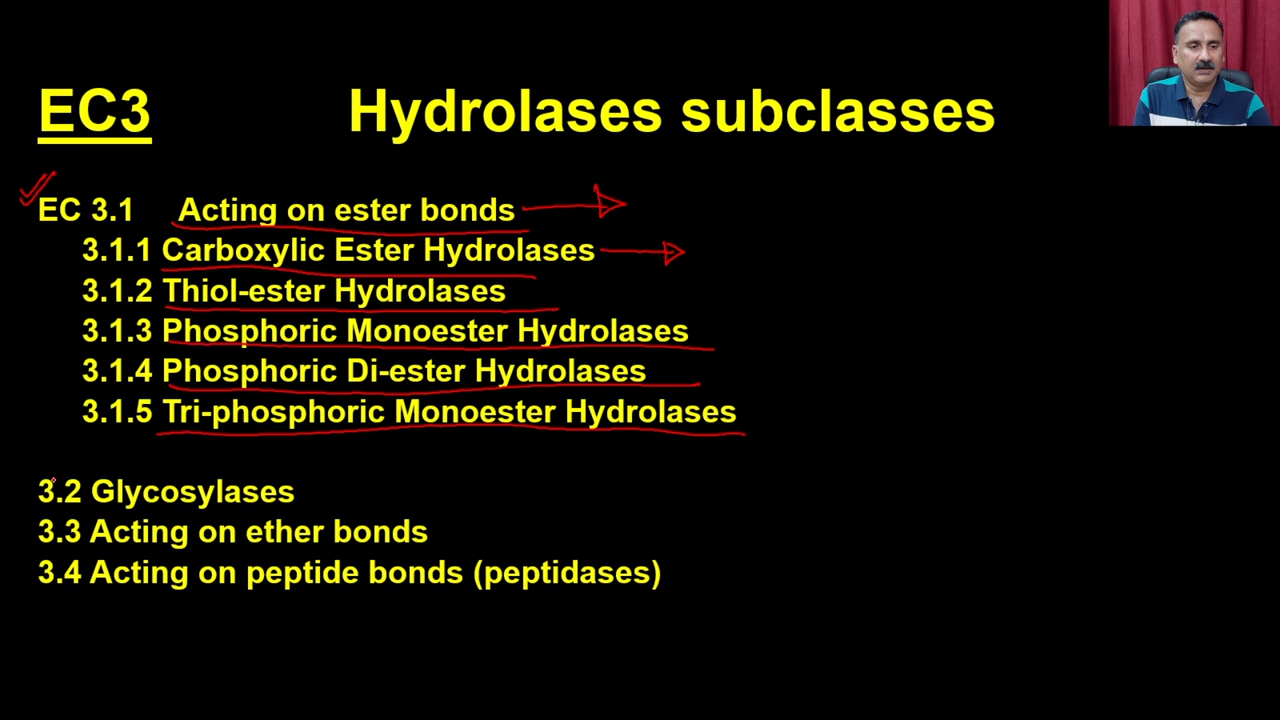 EC3 Hydrolases subclasses
EC 3.1 Acting on ester bonds
3.1.1 Carboxylic Ester Hydrolases
3.1.2 Thiol-ester Hydrolases
3.1.3 Phosphoric Monoester Hydrolases
3.1.4 Phosphoric Di-ester Hydrolases
3.1.5 Tri-phosphoric Monoester Hydrolases
3.2 Glycosylases
3.3 Acting on ether bonds
3.4 Acting on peptide bonds (peptidases)